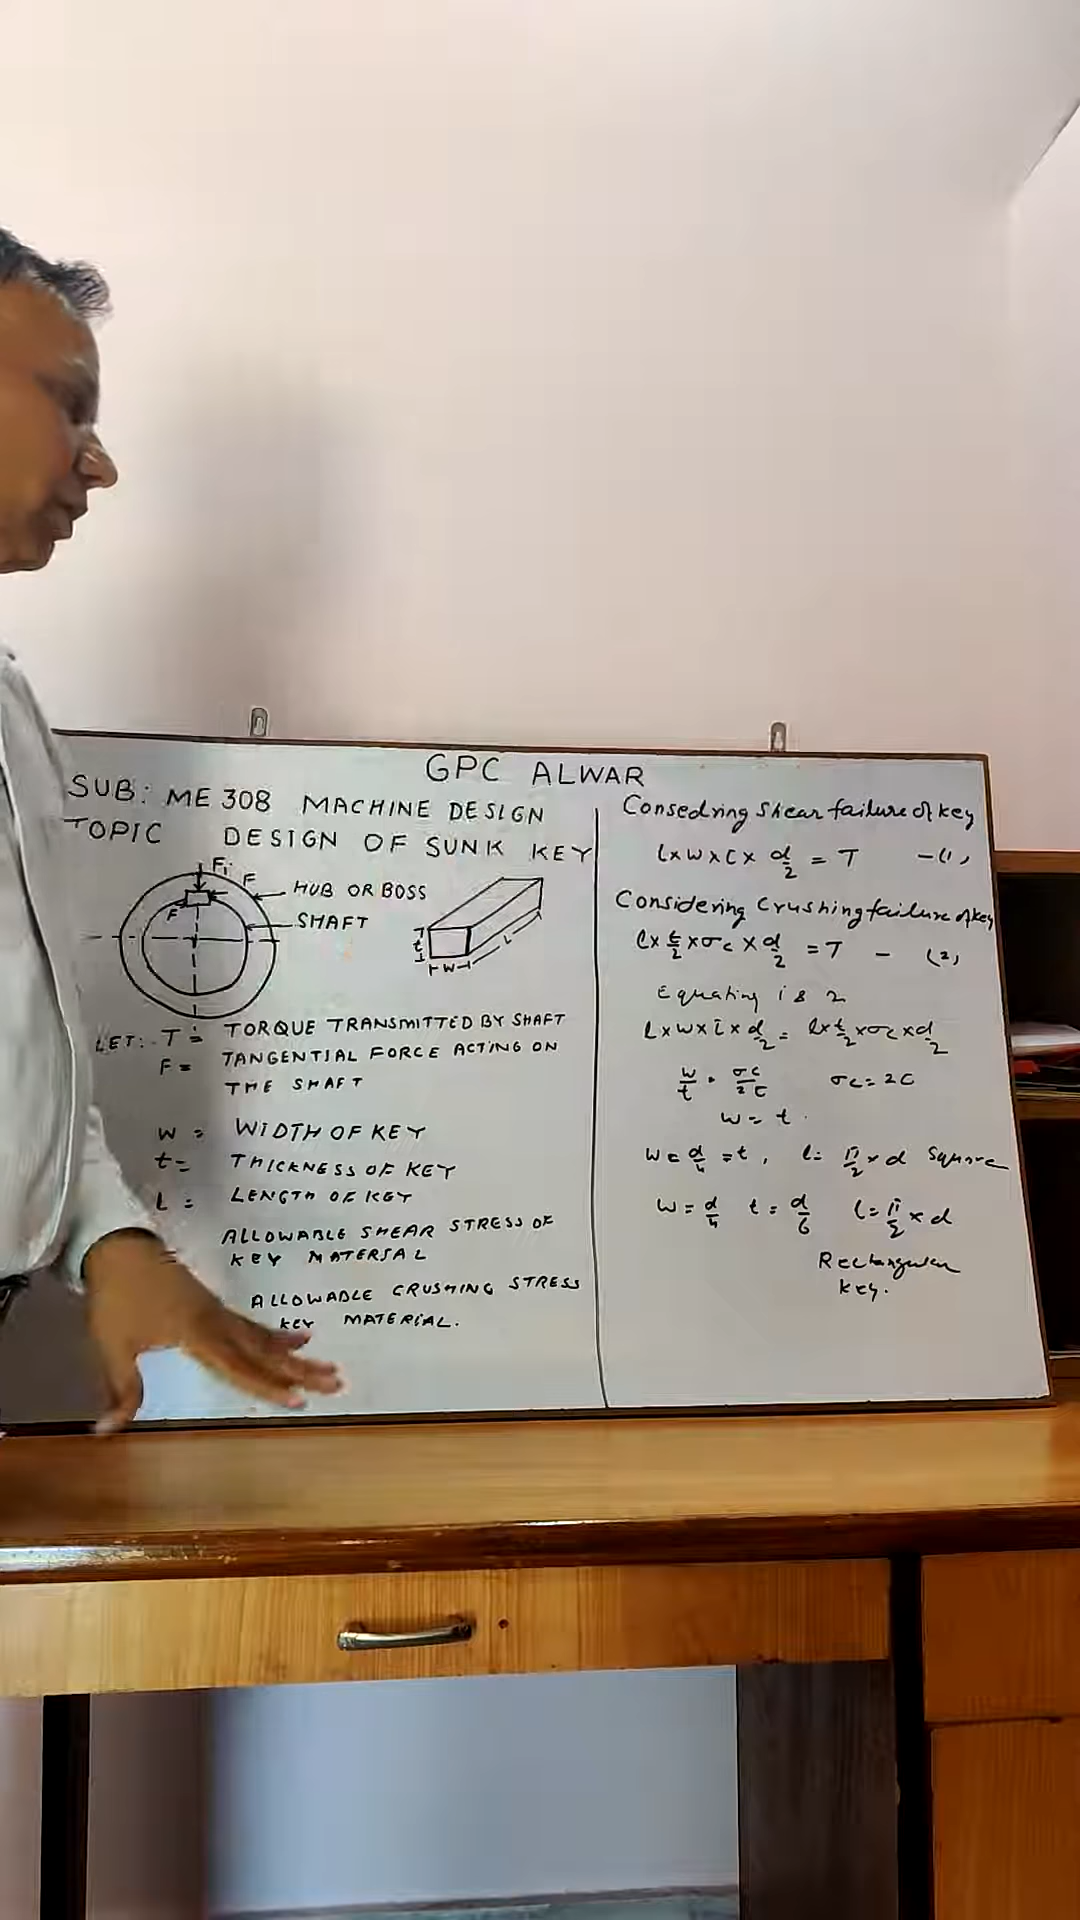 GPC ALWAR
SUB: ME 308 MACHINE DESIGN
TOPIC DESIGN OF SUNK KEY
F1
F
HUB OR BOSS
F
SHAFT
t
W
L
LET: T = TORQUE TRANSMITTED BY SHAFT
F = TANGENTIAL FORCE ACTING ON
THE SHAFT
W = WIDTH OF KEY
t = THICKNESS OF KEY
L = LENGTH OF KEY
ALLOWABLE SHEAR STRESS OF
KEY MATERSAL
ALLOWABLE CRUSHING STRESS
KEY MATERIAL.
Consedring Shear failure of key
l x W x τ x d/2 = T - (1)
Considering Crushing failure of key
l x t/2 x σc x d/2 = T - (2)
Equating 1 & 2
l x W x τ x d/2 = l x t/2 x σc x d/2
w/t = σc/2τ σc = 2τ
W = t.
W = d/4 = t, l = π/2 x d Square
W = d/4 t = d/6 l = π/2 x d
Rectangular
key.